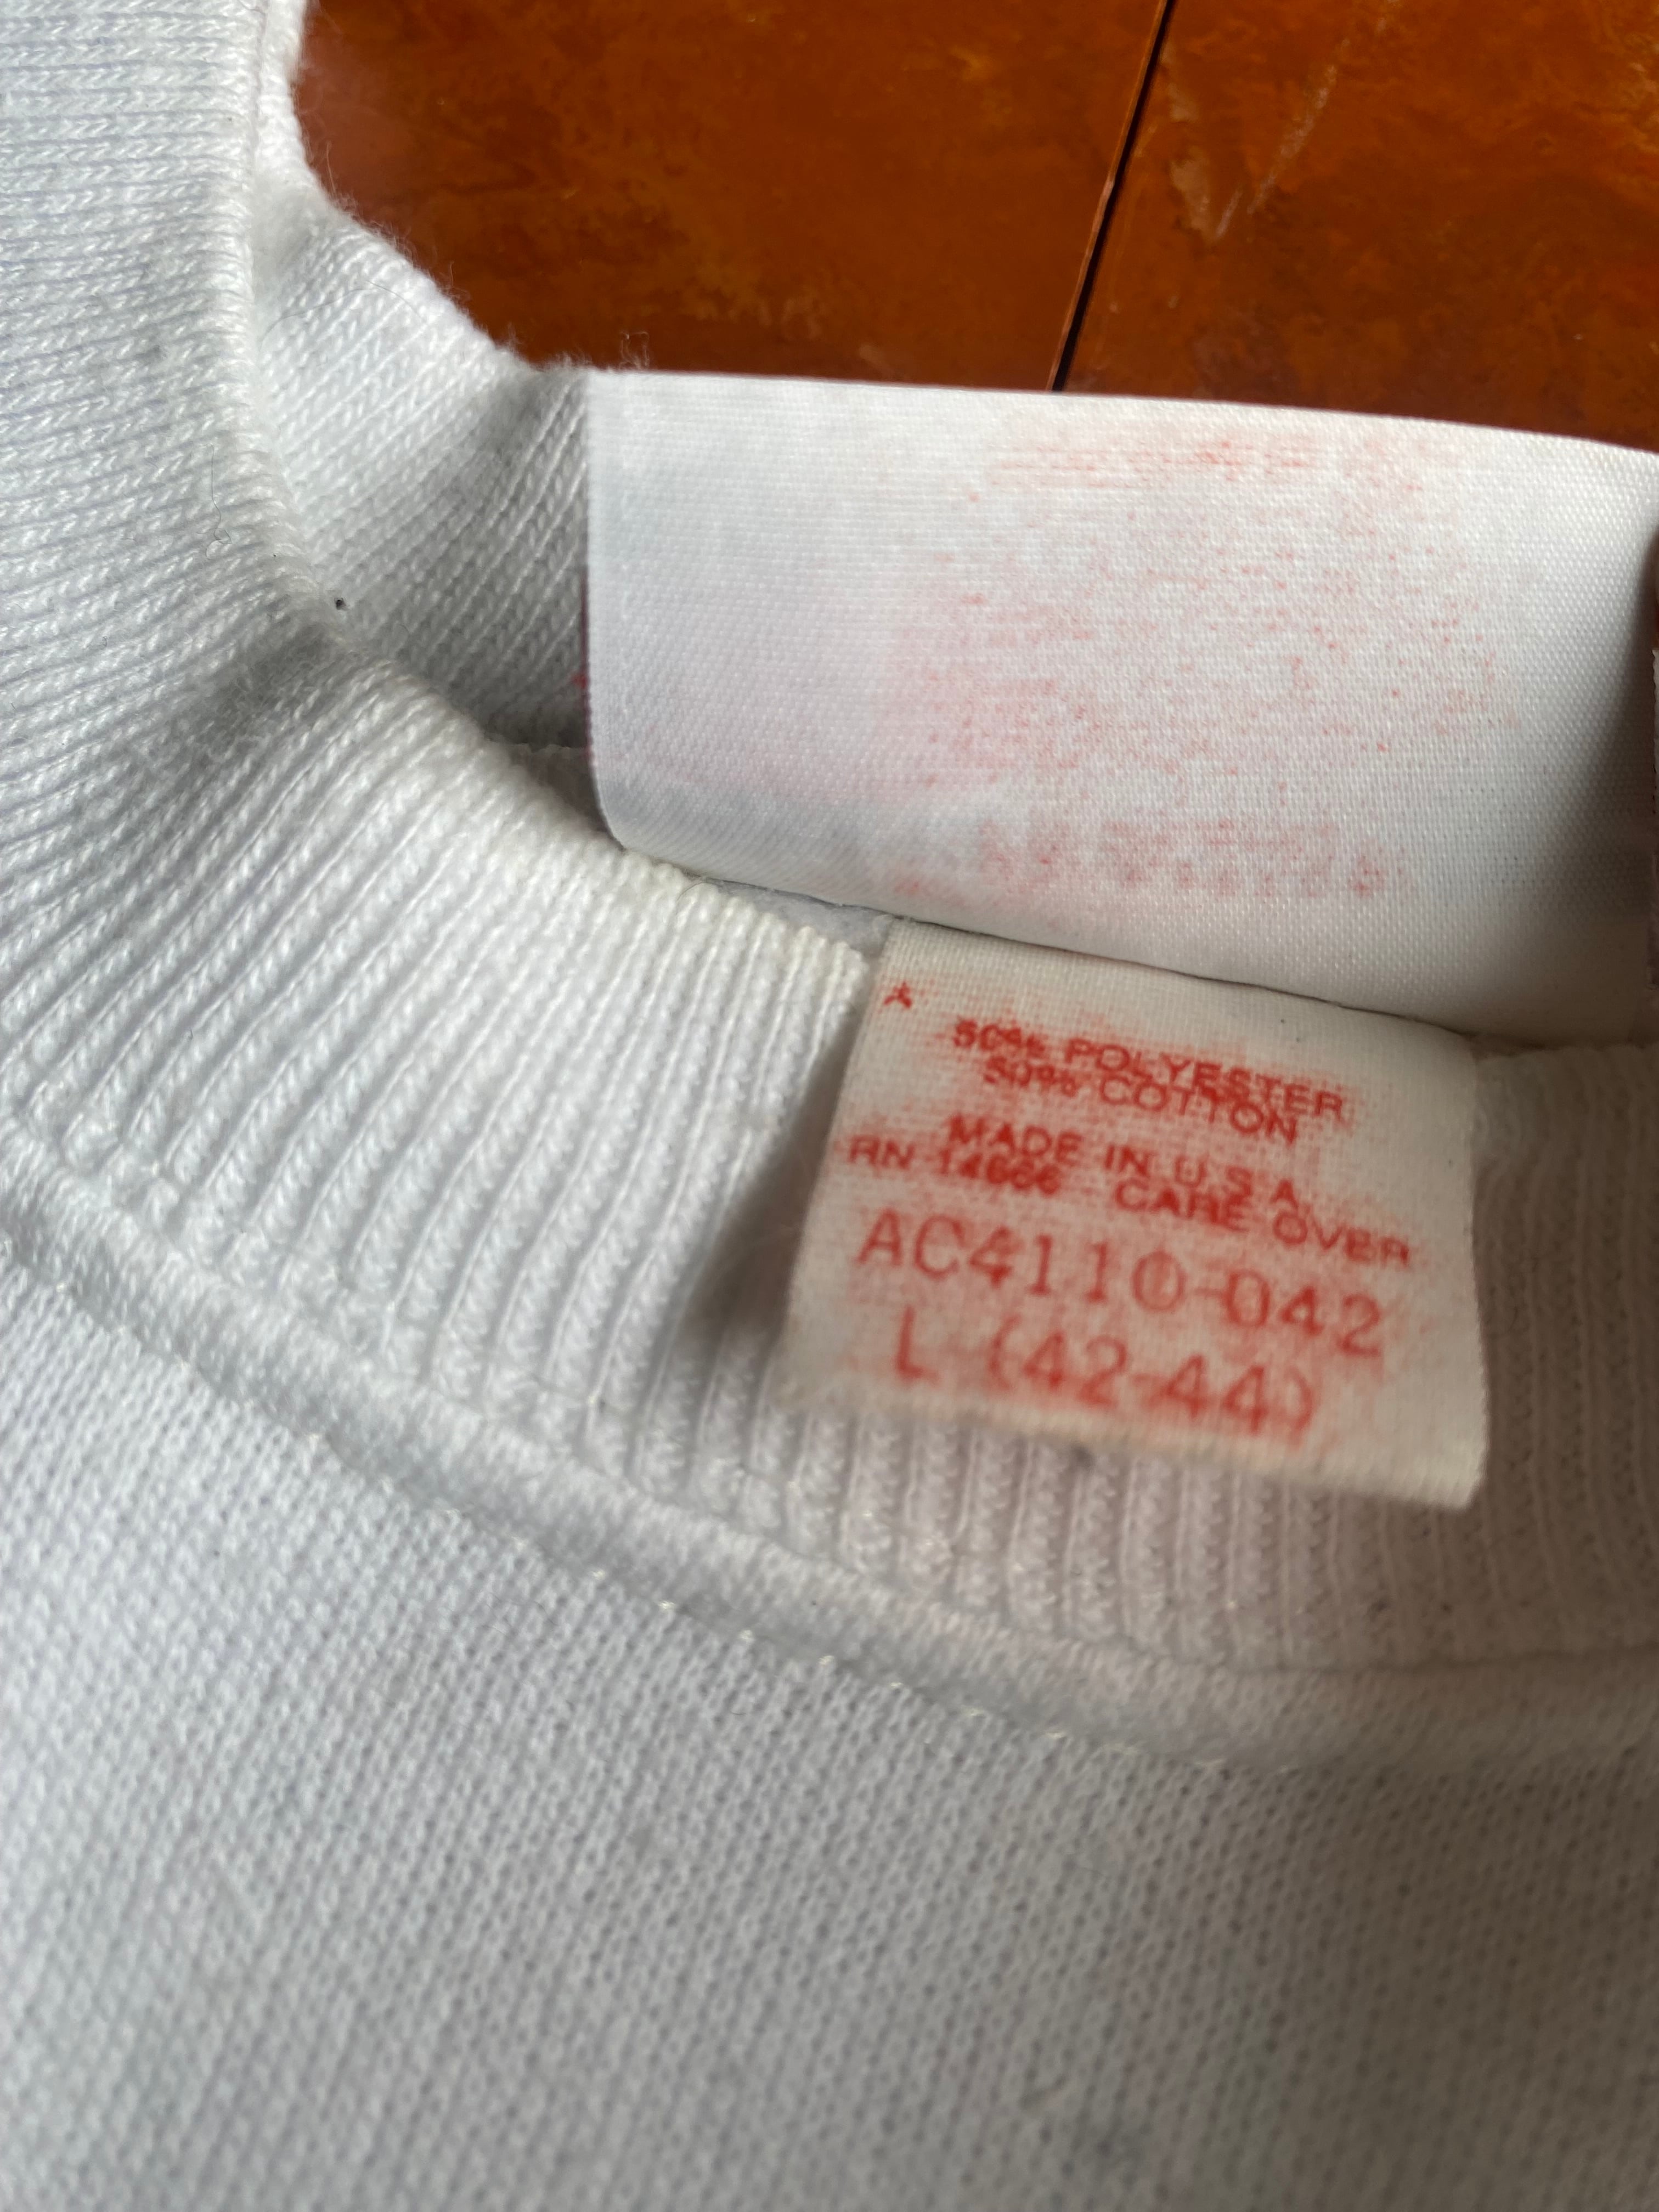 50% POLYESTER
50% COTTON
MADE IN U.S.A.
RN 14666 CARE OVER
AC4110-042
L (42-44)